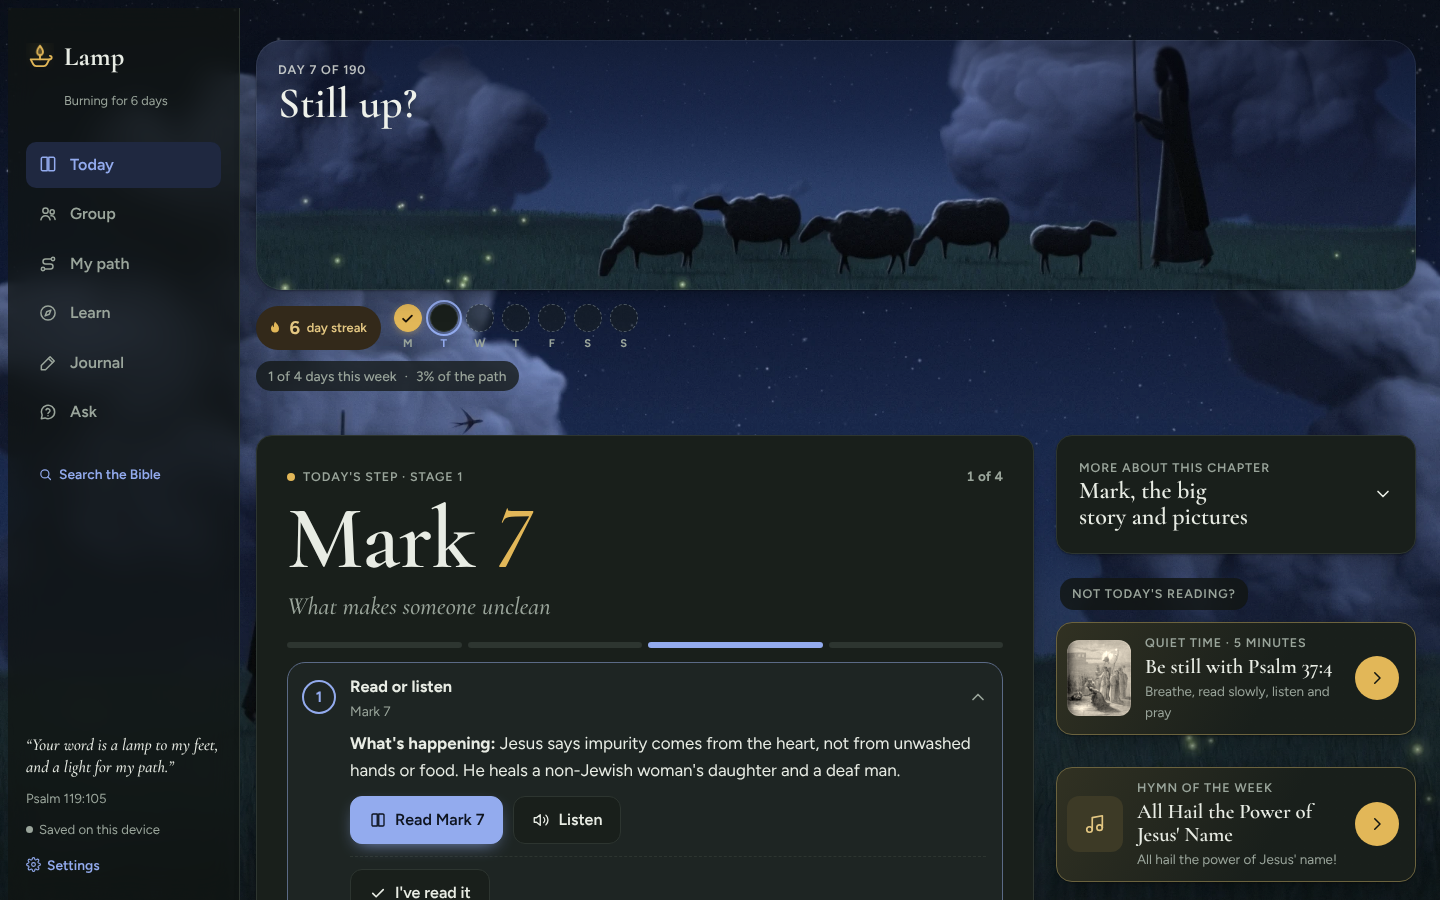 Lamp
Burning for 6 days
Today
Group
My path
Learn
Journal
Ask
Search the Bible
“Your word is a lamp to my feet,
and a light for my path.”
Psalm 119:105
Saved on this device
Settings
DAY 7 OF 190
Still up?
6 day streak
M T W T F S S
1 of 4 days this week · 3% of the path
TODAY'S STEP · STAGE 1
1 of 4
Mark 7
What makes someone unclean
1
Read or listen
Mark 7
What's happening: Jesus says impurity comes from the heart, not from unwashed
hands or food. He heals a non-Jewish woman's daughter and a deaf man.
Read Mark 7
Listen
I've read it
MORE ABOUT THIS CHAPTER
Mark, the big
story and pictures
NOT TODAY'S READING?
QUIET TIME · 5 MINUTES
Be still with Psalm 37:4
Breathe, read slowly, listen and
pray
HYMN OF THE WEEK
All Hail the Power of
Jesus' Name
All hail the power of Jesus' name!